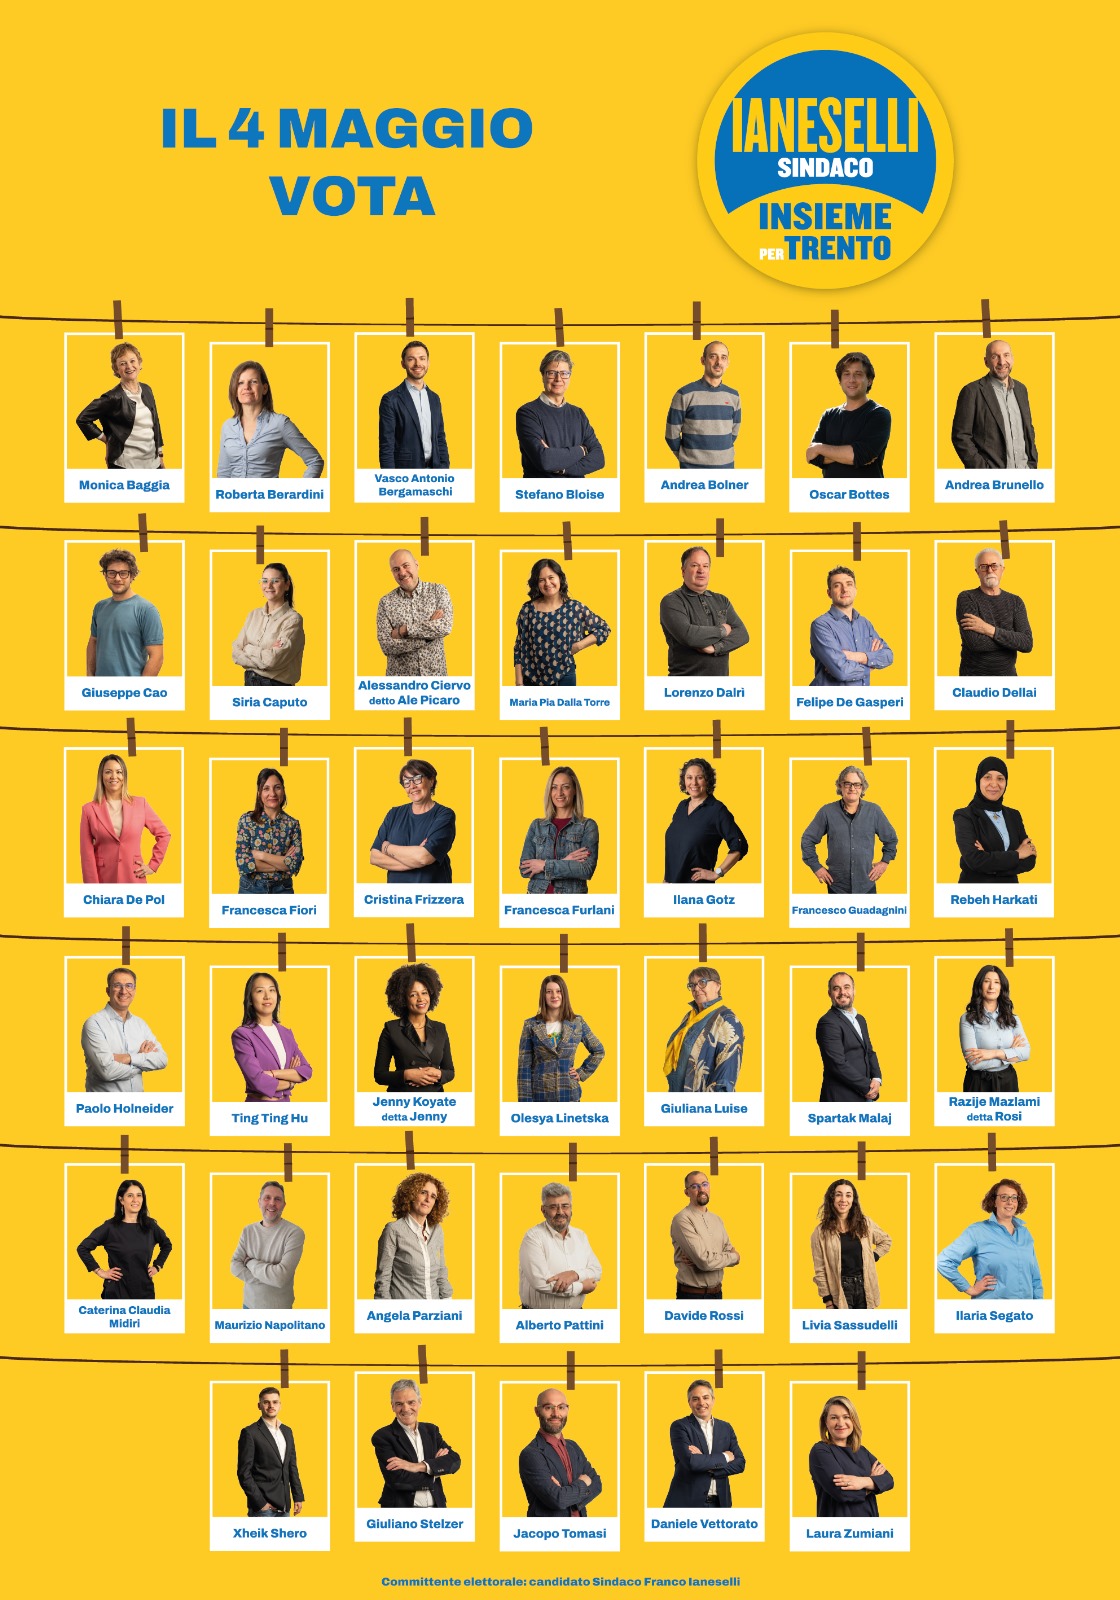 IL 4 MAGGIO
VOTA
IANESELLI
SINDACO
INSIEME
PER TRENTO
Monica Baggia
Roberta Berardini
Vasco Antonio
Bergamaschi
Stefano Bloise
Andrea Bolner
Oscar Bottes
Andrea Brunello
Giuseppe Cao
Siria Caputo
Alessandro Ciervo
detto Ale Picaro
Maria Pia Dalla Torre
Lorenzo Dalrì
Felipe De Gasperi
Claudio Dellai
Chiara De Pol
Francesca Fiori
Cristina Frizzera
Francesca Furlani
Ilana Gotz
Francesco Guadagnini
Rebeh Harkati
Paolo Holneider
Ting Ting Hu
Jenny Koyate
detta Jenny
Olesya Linetska
Giuliana Luise
Spartak Malaj
Razije Mazlami
detta Rosi
Caterina Claudia
Midiri
Maurizio Napolitano
Angela Parziani
Alberto Pattini
Davide Rossi
Livia Sassudelli
Ilaria Segato
Xheik Shero
Giuliano Stelzer
Jacopo Tomasi
Daniele Vettorato
Laura Zumiani
Committente elettorale: candidato Sindaco Franco Ianeselli